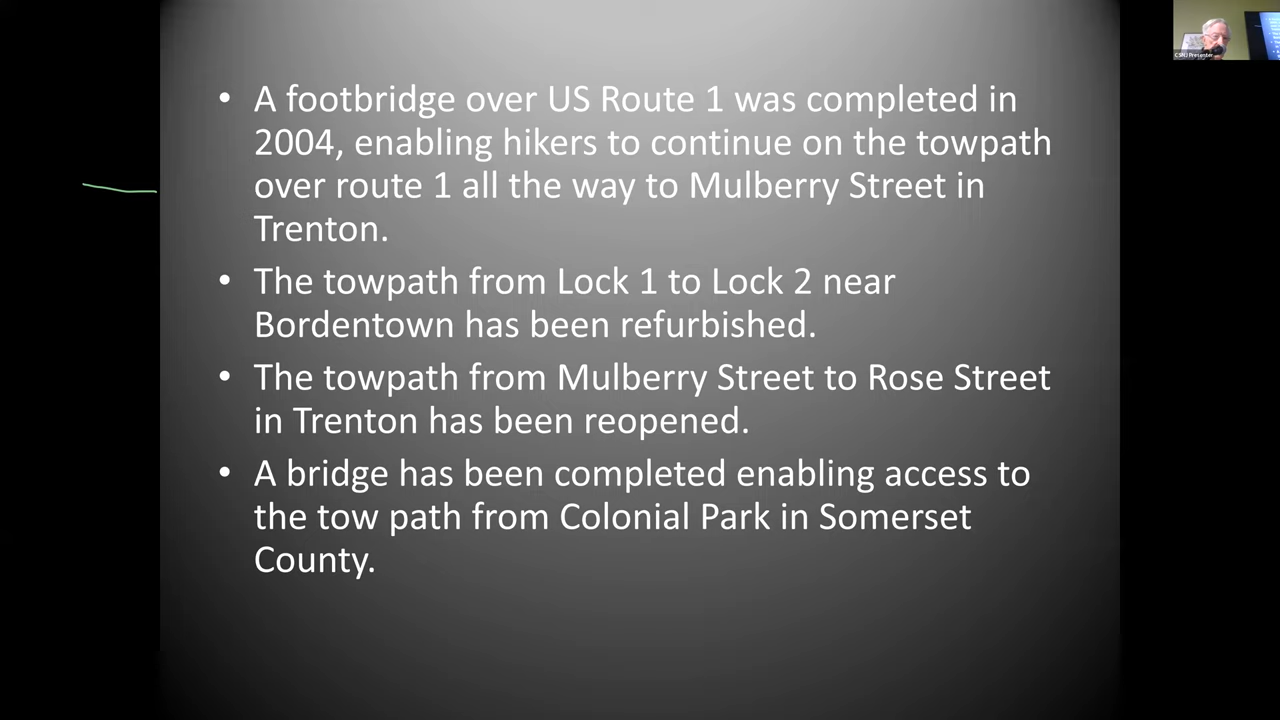 CSNJ Presenter
• A footbridge over US Route 1 was completed in
2004, enabling hikers to continue on the towpath
over route 1 all the way to Mulberry Street in
Trenton.
• The towpath from Lock 1 to Lock 2 near
Bordentown has been refurbished.
• The towpath from Mulberry Street to Rose Street
in Trenton has been reopened.
• A bridge has been completed enabling access to
the tow path from Colonial Park in Somerset
County.